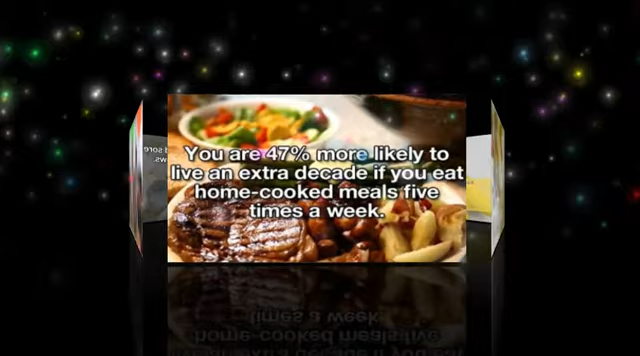 You are 47% more likely to
live an extra decade if you eat
home-cooked meals five
times a week.